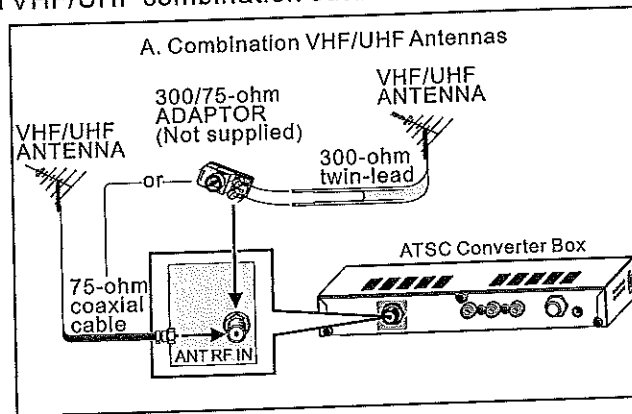 VHF/UHF combination
A. Combination VHF/UHF Antennas
VHF/UHF
ANTENNA
300/75-ohm
ADAPTOR
(Not supplied)
VHF/UHF
ANTENNA
or
300-ohm
twin-lead
75-ohm
coaxial
cable
ANT RF IN
ATSC Converter Box